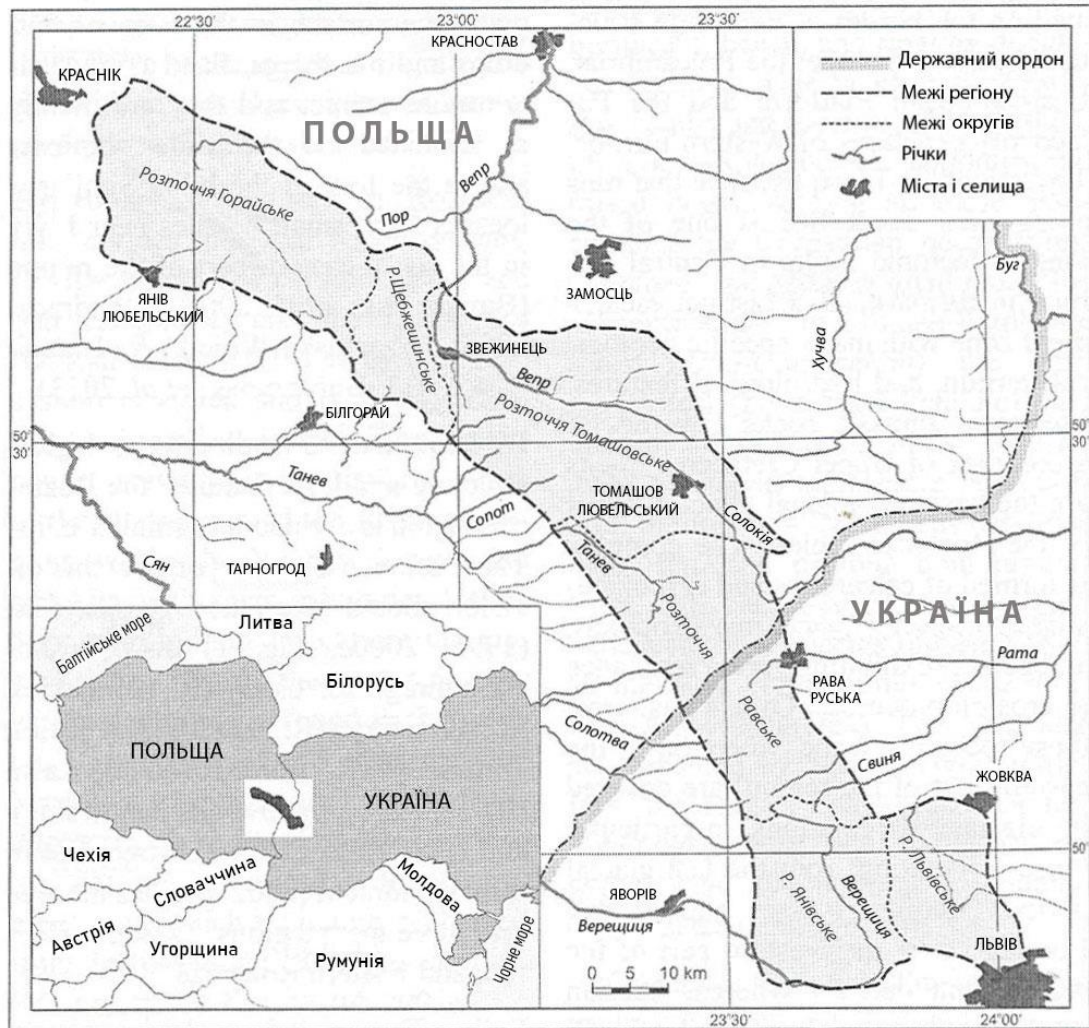 22°30'
23°00'
23°30'
КРАСНОСТАВ
КРАСНІК
ПОЛЬЩА
Державний кордон
Межі регіону
Межі округів
Річки
Міста і селища
Розточчя Горайське
Пор
Вепр
ЯНІВ
ЛЮБЕЛЬСЬКИЙ
Р. Щебжешинське
ЗАМОСЦЬ
Буг
Хучва
ЗВЕЖИНЕЦЬ
Вепр
БІЛГОРАЙ
Розточчя Томашовське
50°
30'
50°
30'
Танев
Сопот
ТОМАШОВ
ЛЮБЕЛЬСЬКИЙ
Солокія
ТАРНОГРОД
Сян
Танев
Розточчя
Равське
УКРАЇНА
Рата
РАВА
РУСЬКА
Солотва
Свиня
ЖОВКВА
50°
Р. Янівське
Верещиця
Р. Львівське
ЯВОРІВ
Верещиця
ЛЬВІВ
0 5 10 km
23°30'
24°00'
Балтійське море
Литва
Білорусь
ПОЛЬЩА
УКРАЇНА
Чехія
Словаччина
Молдова
Австрія
Угорщина
Румунія
Чорне море